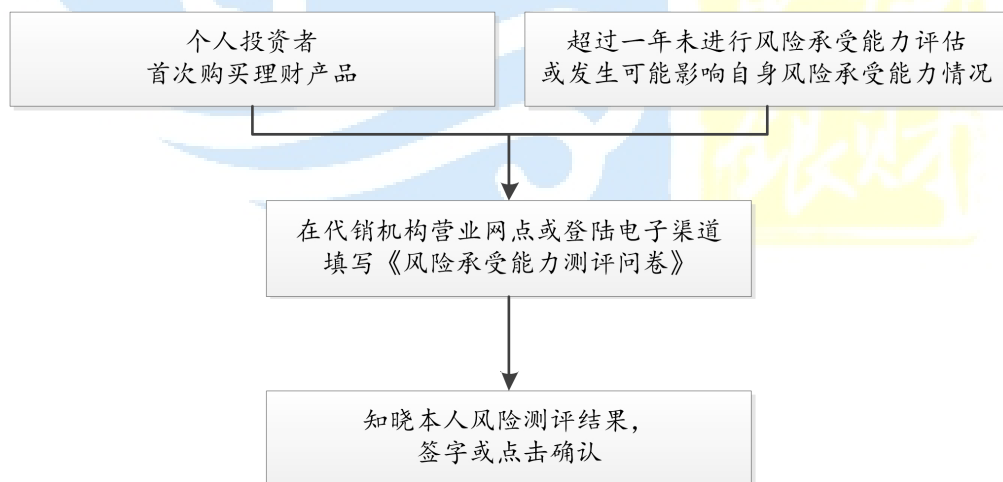 个人投资者
首次购买理财产品
超过一年未进行风险承受能力评估
或发生可能影响自身风险承受能力情况
在代销机构营业网点或登陆电子渠道
填写《风险承受能力测评问卷》
知晓本人风险测评结果，
签字或点击确认